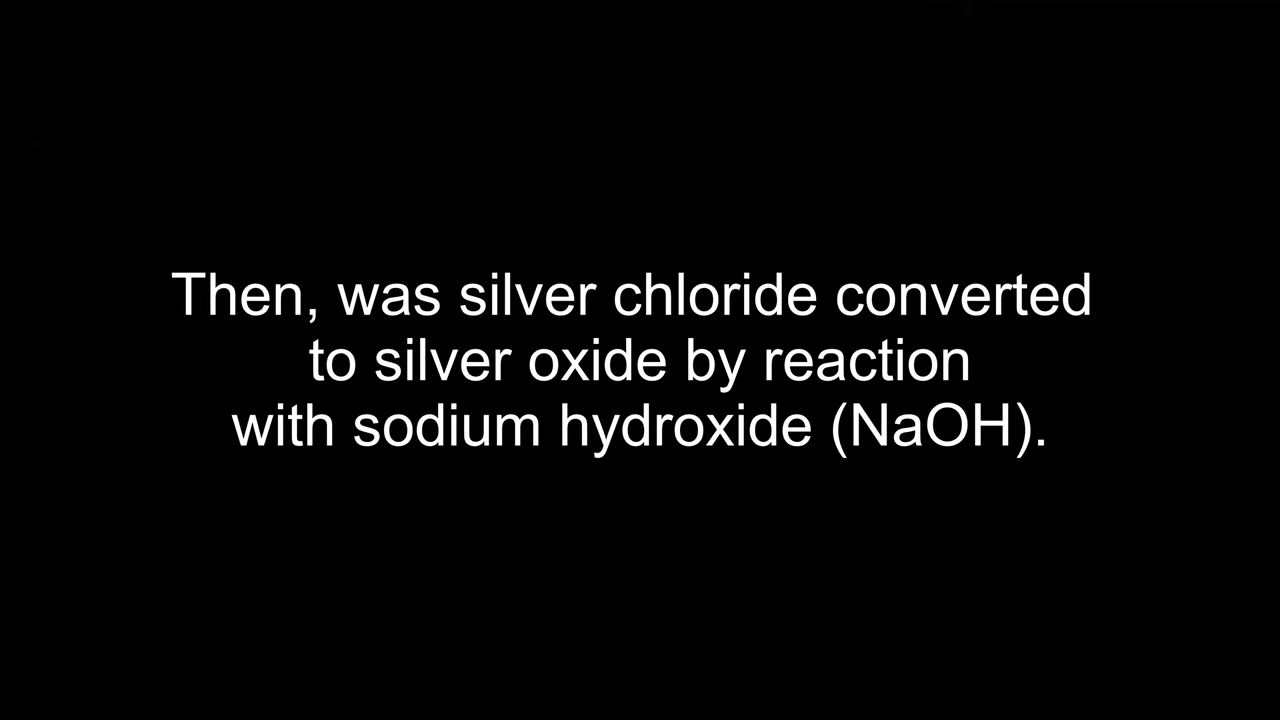 Then, was silver chloride converted
to silver oxide by reaction
with sodium hydroxide (NaOH).